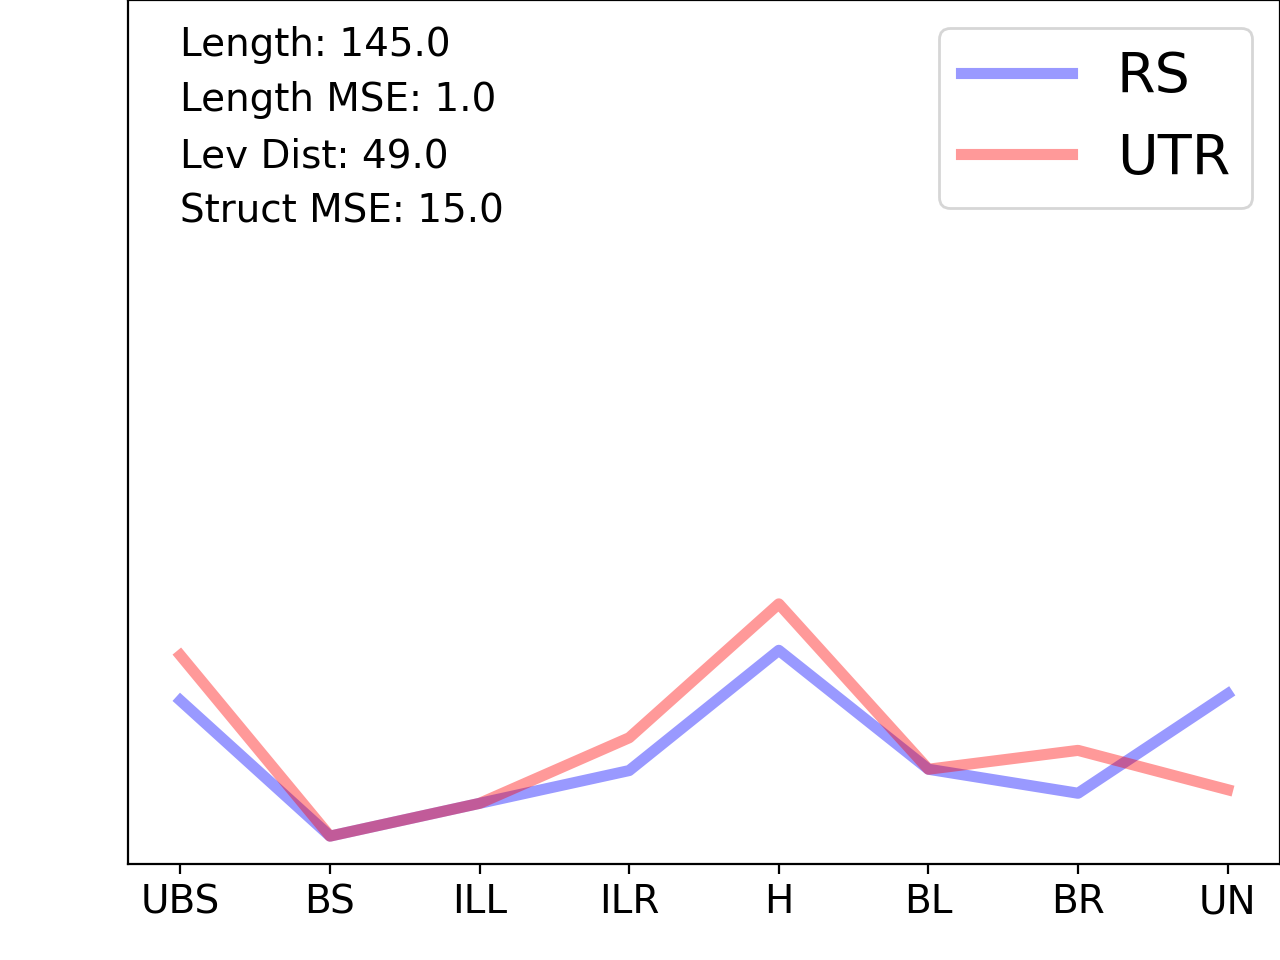 Length: 145.0
Length MSE: 1.0
Lev Dist: 49.0
Struct MSE: 15.0
RS
UTR
UBS BS ILL ILR H BL BR UN